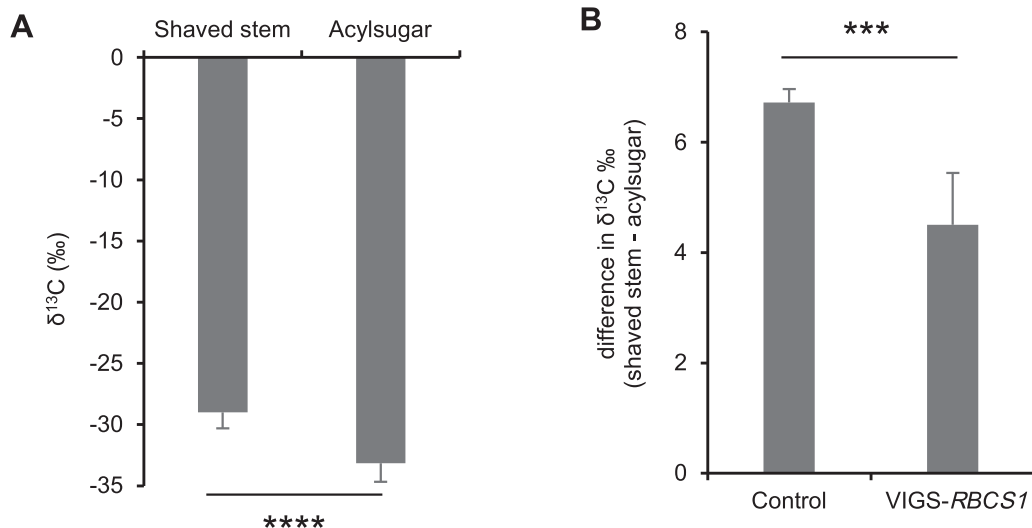 A
Shaved stem Acylsugar
0
-5
-10
-15
-20
-25
-30
-35
δ¹³C (‰)
****
B
***
8
6
4
2
0
difference in δ¹³C ‰
(shaved stem - acylsugar)
Control VIGS-RBCS1